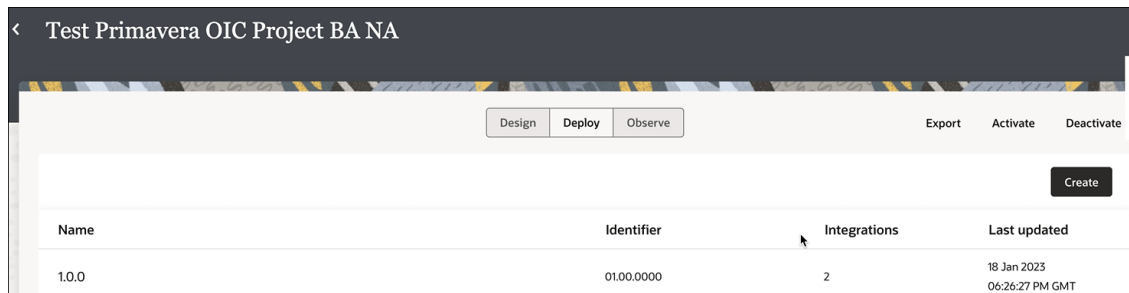 Test Primavera OIC Project BA NA
Design Deploy Observe Export Activate Deactivate
Create
Name Identifier Integrations Last updated
1.0.0 01.00.0000 2 18 Jan 2023
06:26:27 PM GMT